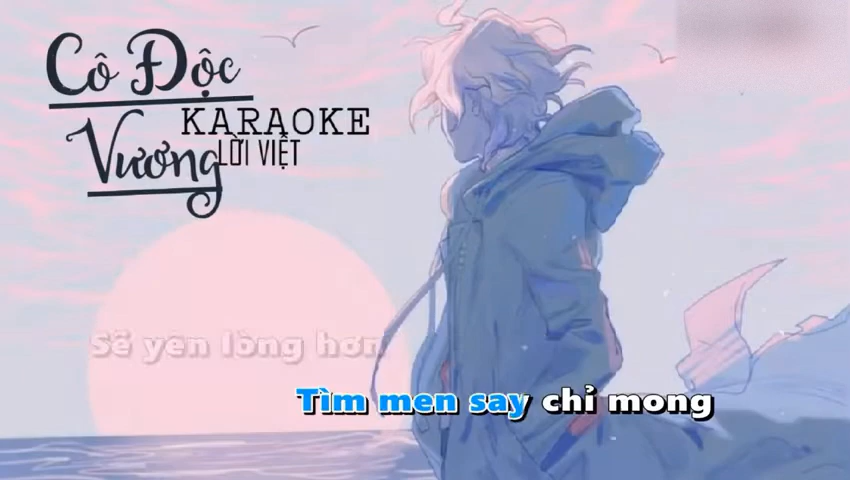 Cô Độc
Vương
KARAOKE
LỜI VIỆT
Sẽ yên lòng hơn
Tìm men say chỉ mong